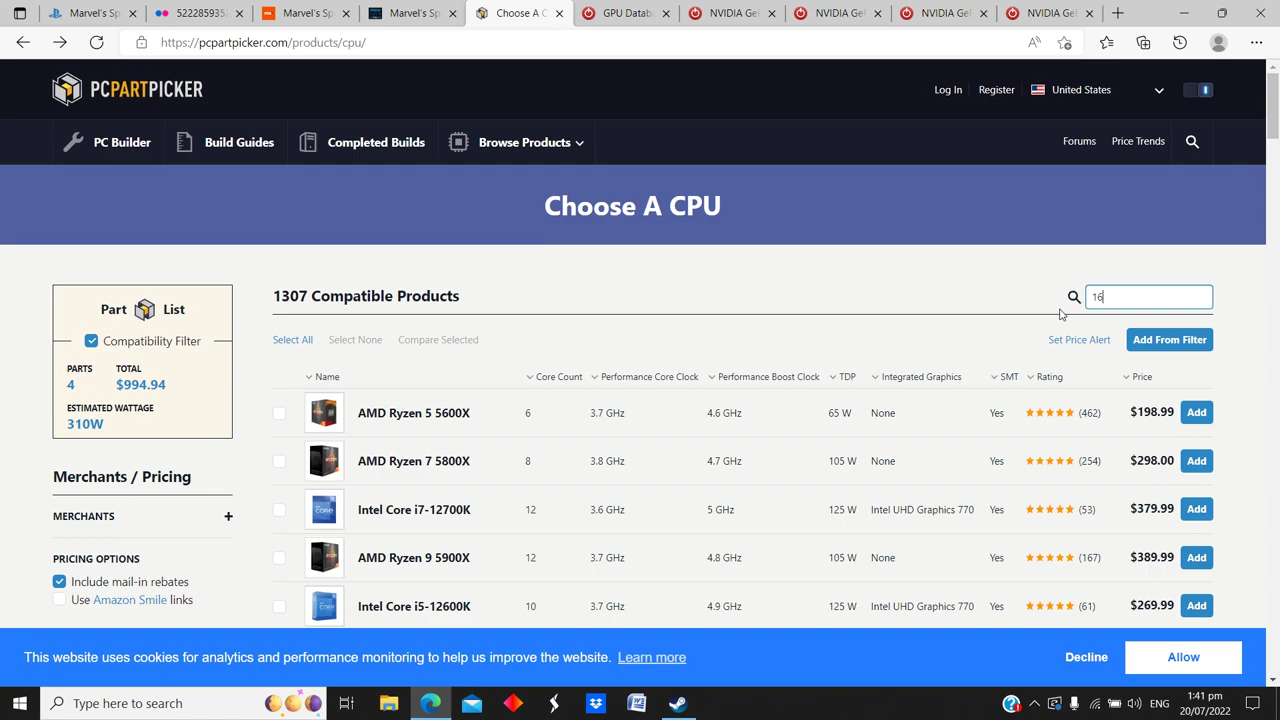 Marvel's Sp
5222859353
Marvel's Sp
Marvel's Sp
Choose A C
GPU Datab
NVIDIA GeF
NVIDIA GeF
NVIDIA GeF
NVIDIA GeF
https://pcpartpicker.com/products/cpu/
PCPARTPICKER
Log In
Register
United States
PC Builder
Build Guides
Completed Builds
Browse Products
Forums
Price Trends
Choose A CPU
Part List
Compatibility Filter
PARTS TOTAL
4 $994.94
ESTIMATED WATTAGE
310W
Merchants / Pricing
MERCHANTS +
PRICING OPTIONS
Include mail-in rebates
Use Amazon Smile links
1307 Compatible Products
16
Select All Select None Compare Selected
Set Price Alert
Add From Filter
Name Core Count Performance Core Clock Performance Boost Clock TDP Integrated Graphics SMT Rating Price
AMD Ryzen 5 5600X 6 3.7 GHz 4.6 GHz 65 W None Yes (462) $198.99 Add
AMD Ryzen 7 5800X 8 3.8 GHz 4.7 GHz 105 W None Yes (254) $298.00 Add
Intel Core i7-12700K 12 3.6 GHz 5 GHz 125 W Intel UHD Graphics 770 Yes (53) $379.99 Add
AMD Ryzen 9 5900X 12 3.7 GHz 4.8 GHz 105 W None Yes (167) $389.99 Add
Intel Core i5-12600K 10 3.7 GHz 4.9 GHz 125 W Intel UHD Graphics 770 Yes (61) $269.99 Add
This website uses cookies for analytics and performance monitoring to help us improve the website. Learn more
Decline
Allow
Type here to search
ENG
1:41 pm
20/07/2022